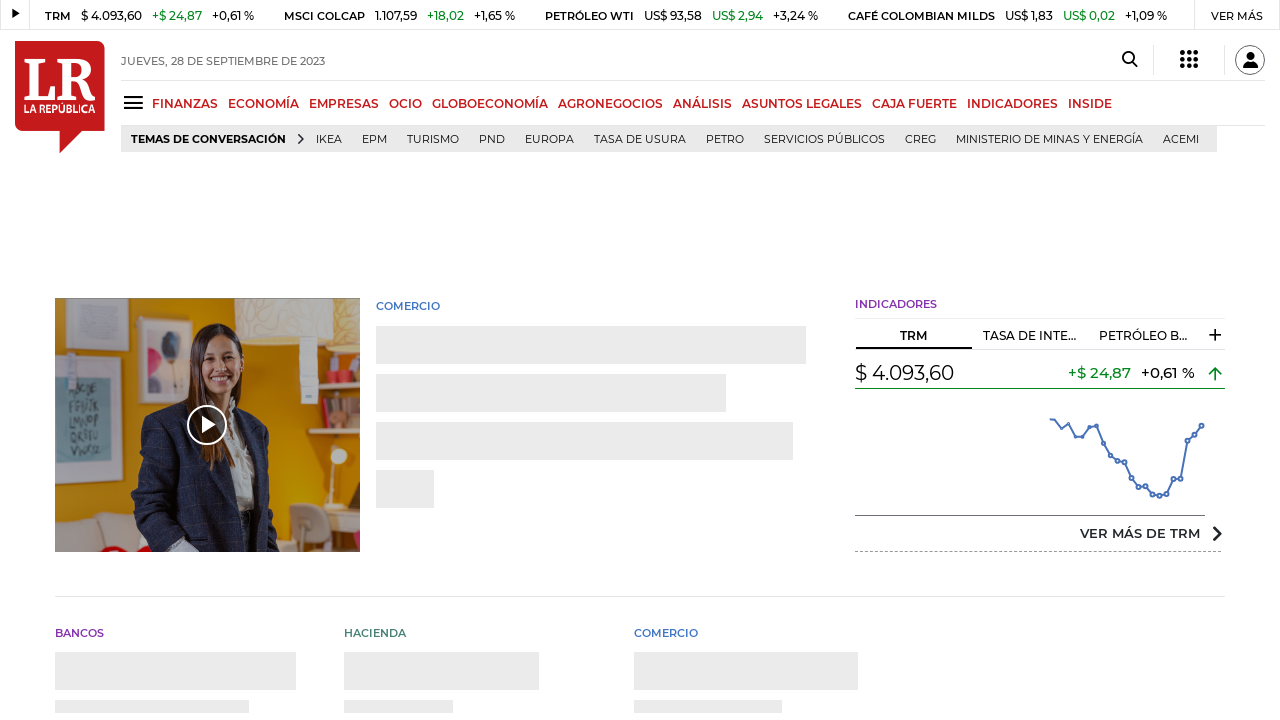 TRM $ 4.093,60 +$ 24,87 +0,61 % MSCI COLCAP 1.107,59 +18,02 +1,65 % PETRÓLEO WTI US$ 93,58 US$ 2,94 +3,24 % CAFÉ COLOMBIAN MILDS US$ 1,83 US$ 0,02 +1,09 % VER MÁS
LR
LA REPÚBLICA
JUEVES, 28 DE SEPTIEMBRE DE 2023
FINANZAS ECONOMÍA EMPRESAS OCIO GLOBOECONOMÍA AGRONEGOCIOS ANÁLISIS ASUNTOS LEGALES CAJA FUERTE INDICADORES INSIDE
TEMAS DE CONVERSACIÓN IKEA EPM TURISMO PND EUROPA TASA DE USURA PETRO SERVICIOS PÚBLICOS CREG MINISTERIO DE MINAS Y ENERGÍA ACEMI
COMERCIO
INDICADORES
TRM TASA DE INTE... PETRÓLEO B...
$ 4.093,60 +$ 24,87 +0,61 %
VER MÁS DE TRM
BANCOS
HACIENDA
COMERCIO